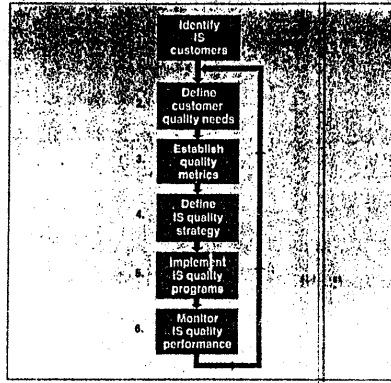 Identify
IS
customers
Define
customer
quality needs
3. Establish
quality
metrics
4. Define
IS quality
strategy
5. Implement
IS quality
programs
6. Monitor
IS quality
performance